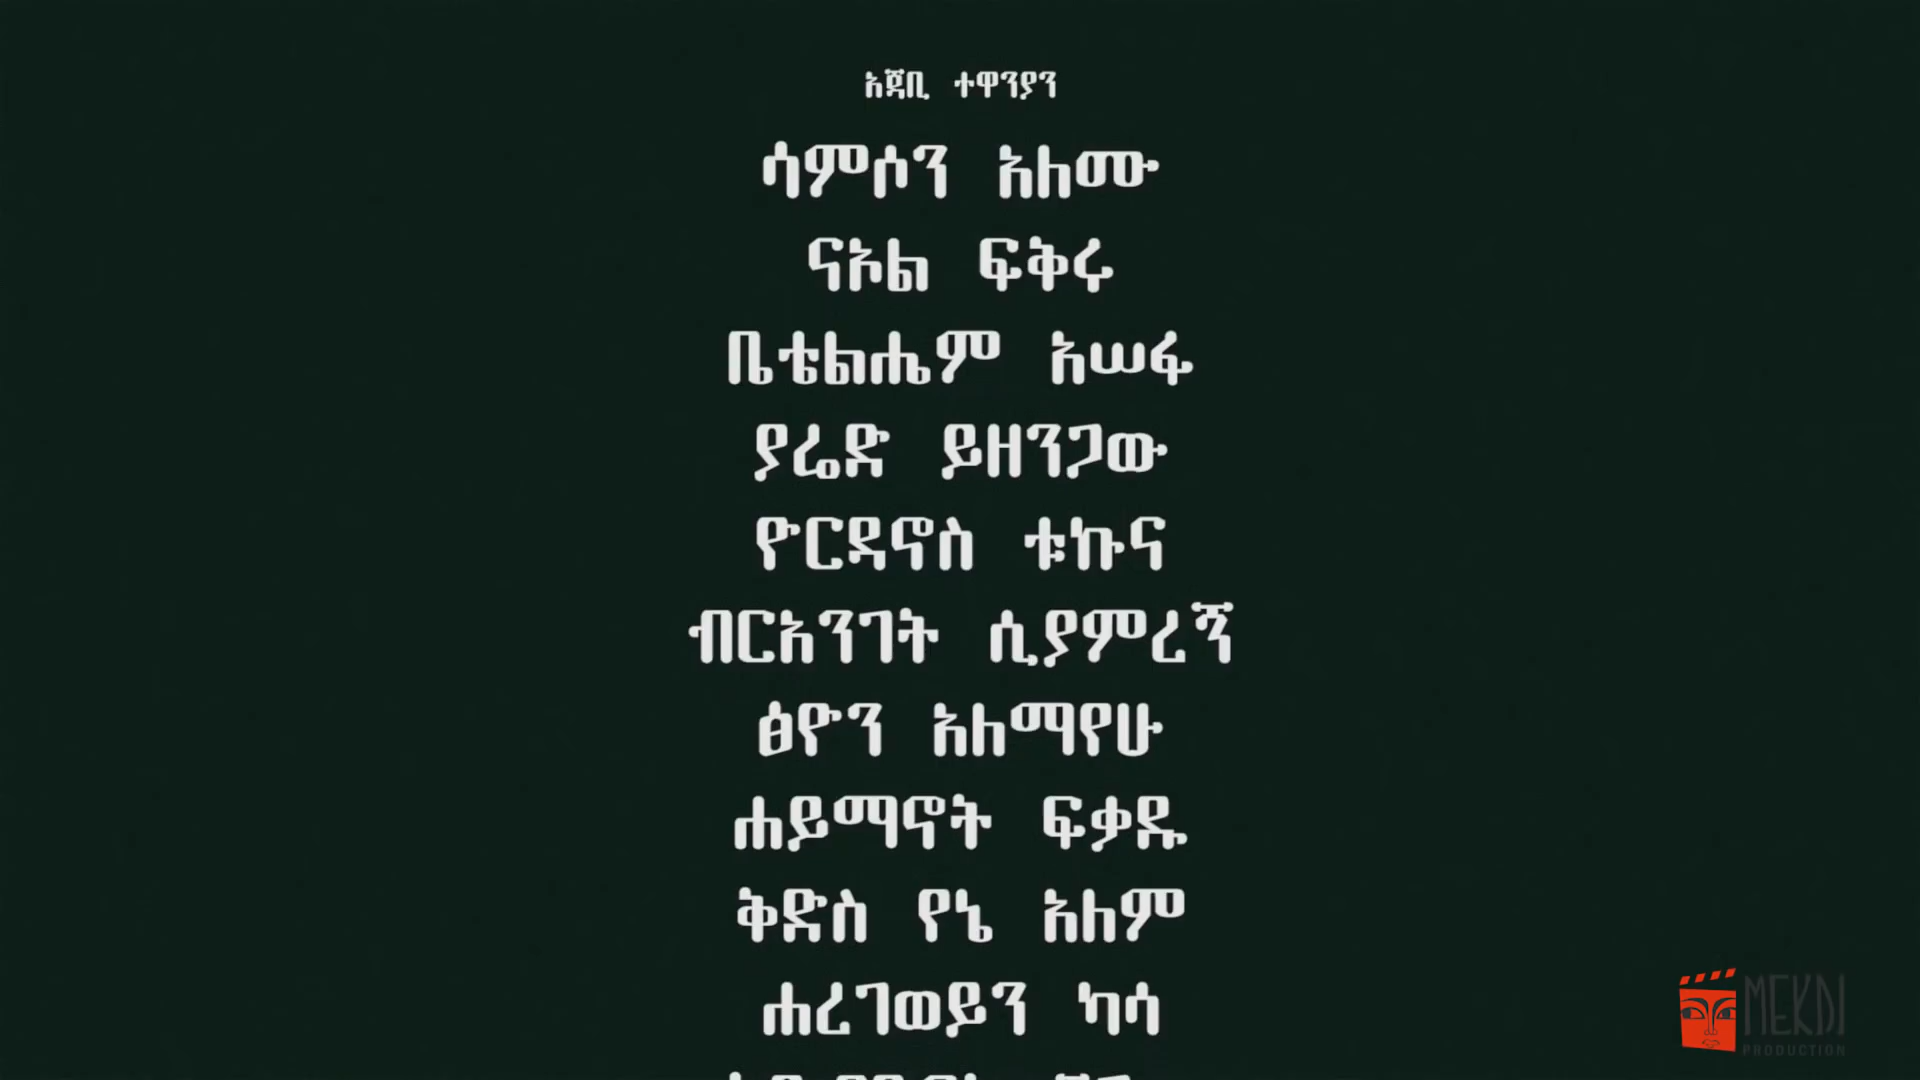 አጃቢ ተዋንያን
ሳምሶን አለሙ
ናኦል ፍቅሩ
ቤቴልሔም አሠፋ
ያሬድ ይዘንጋው
ዮርዳኖስ ቱኩና
ብርአንገት ሲያምረኝ
ፅዮን አለማየሁ
ሐይማኖት ፍቃዱ
ቅድስ የኔ አለም
ሐረገወይን ካሳ
MEKDI
PRODUCTION